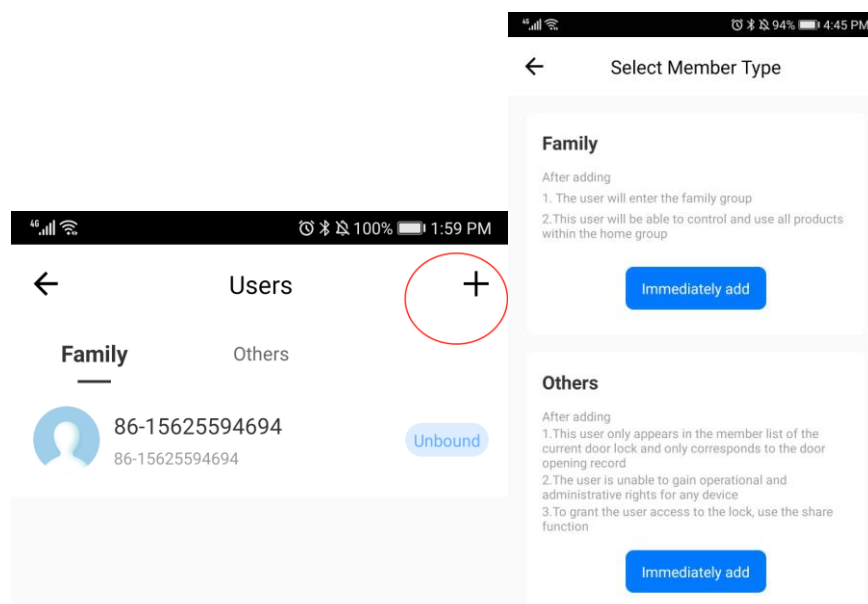 46
100%
1:59 PM
Users
Family
Others
86-15625594694
86-15625594694
Unbound
46
94%
4:45 PM
Select Member Type
Family
After adding
1. The user will enter the family group
2.This user will be able to control and use all products
within the home group
Immediately add
Others
After adding
1.This user only appears in the member list of the
current door lock and only corresponds to the door
opening record
2.The user is unable to gain operational and
administrative rights for any device
3.To grant the user access to the lock, use the share
function
Immediately add